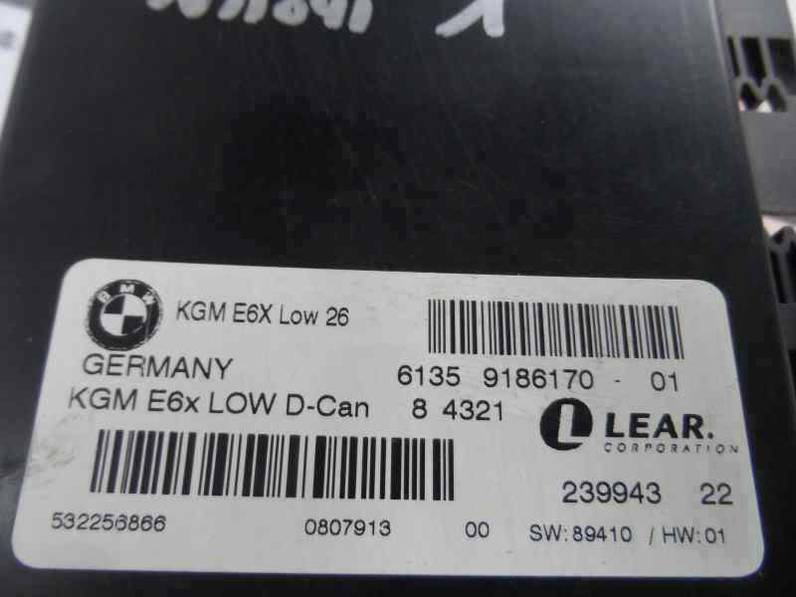 BMW
KGM E6X Low 26
GERMANY 6135 9186170 - 01
KGM E6x LOW D-Can 8 4321
LEAR.
CORPORATION
239943 22
532256866 0807913 00 SW:89410 / HW:01